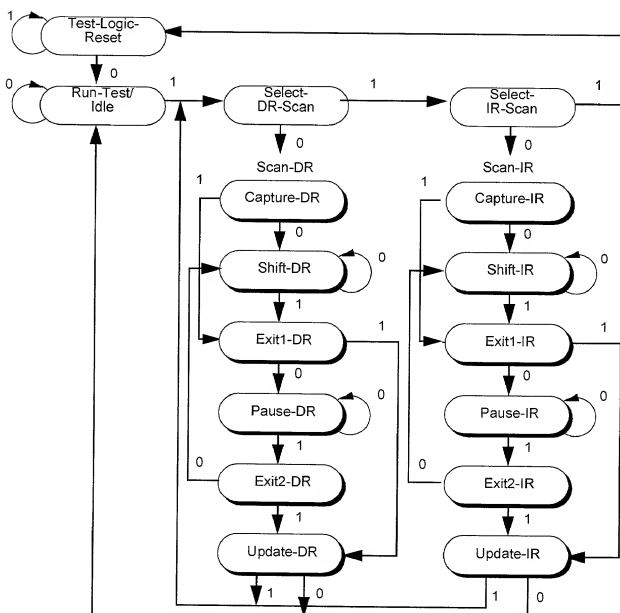 1
Test-Logic-
Reset
0
0
Run-Test/
Idle
1
Select-
DR-Scan
1
Select-
IR-Scan
1
0
0
Scan-DR
Scan-IR
1
Capture-DR
1
Capture-IR
0
0
Shift-DR
0
Shift-IR
0
1
1
Exit1-DR
1
Exit1-IR
1
0
0
Pause-DR
0
Pause-IR
0
1
1
0
Exit2-DR
0
Exit2-IR
1
1
Update-DR
Update-IR
1
0
1
0